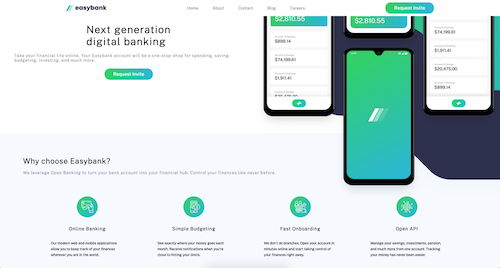 easybank
Home About Contact Blog Careers
Request Invite
Next generation
digital banking
Take your financial life online. Your Easybank account will be a one-stop-shop for spending, saving,
budgeting, investing, and much more.
Request Invite
$2,810.55
$899.14
$74,199.81
$1,911.41
$2,810.55
$74,199.81
$1,911.41
$20,475.00
$899.14
Why choose Easybank?
We leverage Open Banking to turn your bank account into your financial hub. Control your finances like never before.
Online Banking
Our modern web and mobile applications
allow you to keep track of your finances
wherever you are in the world.
Simple Budgeting
See exactly where your money goes each
month. Receive notifications when you're
close to hitting your limits.
Fast Onboarding
We don't do branches. Open your account in
minutes online and start taking control of
your finances right away.
Open API
Manage your savings, investments, pension,
and much more from one account. Tracking
your money has never been easier.